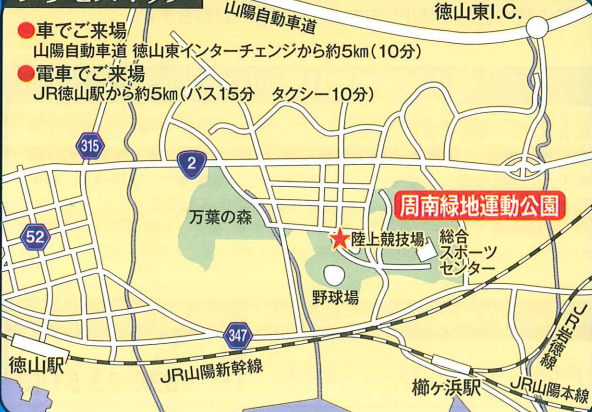 山陽自動車道
徳山東I.C.
●車でご来場
山陽自動車道 徳山東インターチェンジから約5km(10分)
●電車でご来場
JR徳山駅から約5km(バス15分 タクシー10分)
315
2
周南緑地運動公園
万葉の森
52
陸上競技場
総合
スポーツ
センター
野球場
347
JR岩徳線
徳山駅
JR山陽新幹線
櫛ヶ浜駅
JR山陽本線